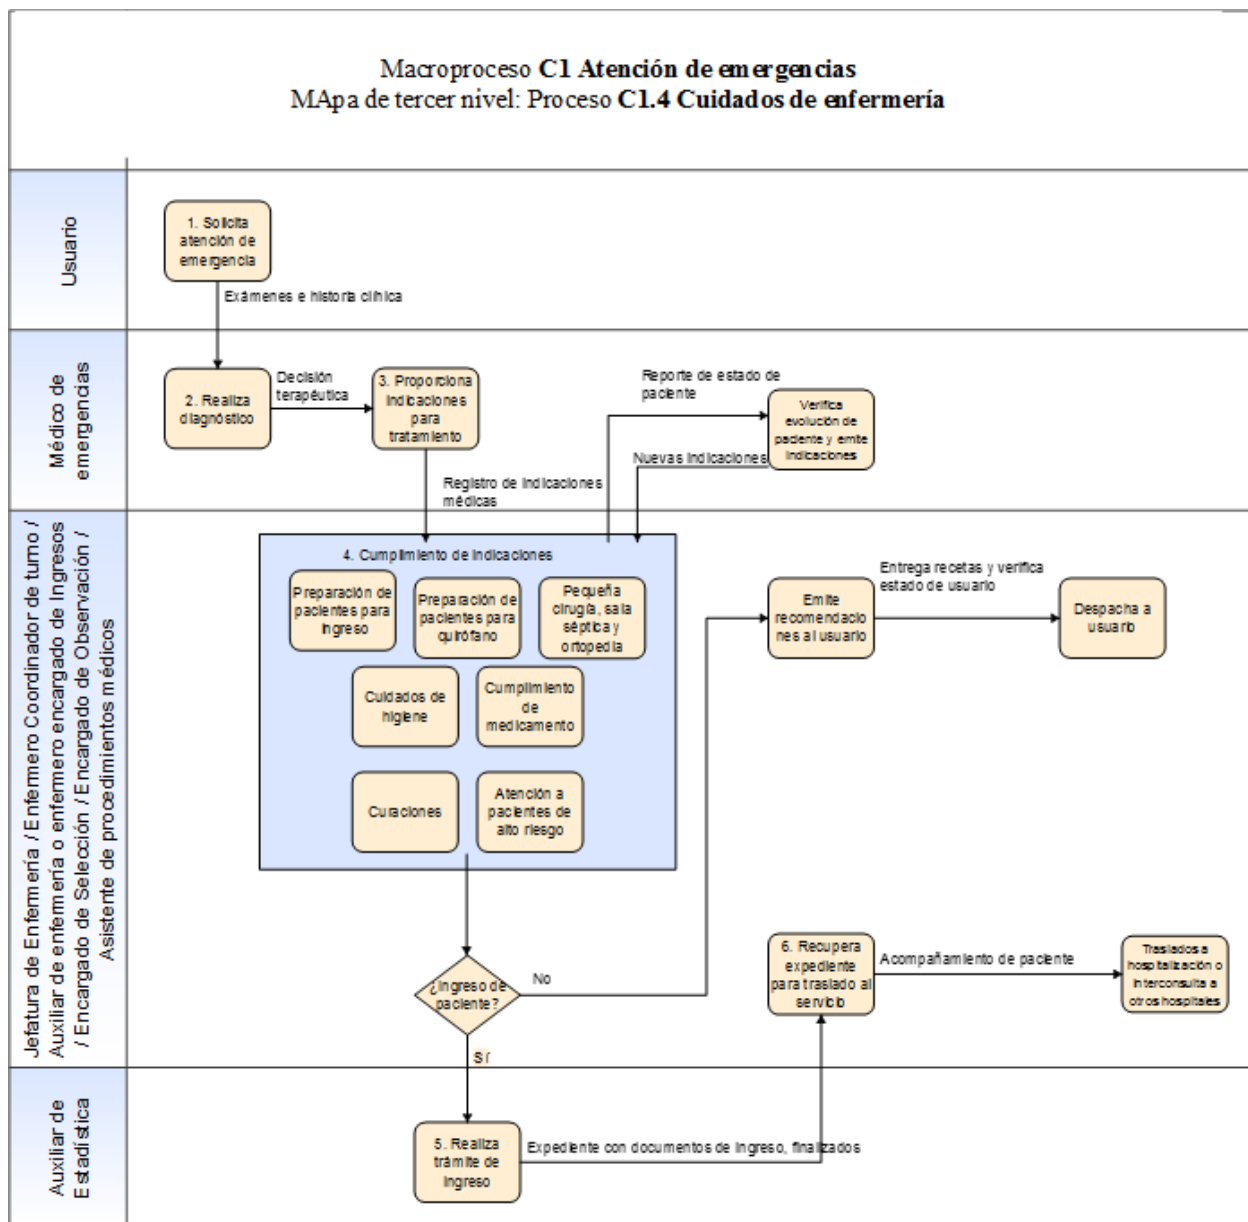 Macroproceso C1 Atención de emergencias
MApa de tercer nivel: Proceso C1.4 Cuidados de enfermería
Usuario
1. Solicita
atención de
emergencia
Exámenes e historia clínica
Médico de
emergencias
2. Realiza
diagnóstico
Decisión
terapéutica
3. Proporciona
indicaciones
para
tratamiento
Reporte de estado de
paciente
Verifica
evolución de
paciente y emite
indicaciones
Nuevas indicaciones
Registro de indicaciones
médicas
Jefatura de Enfermería / Enfermero Coordinador de turno /
Auxiliar de enfermería o enfermero encargado de Ingresos
/ Encargado de Selección / Encargado de Observación /
Asistente de procedimientos médicos
4. Cumplimiento de indicaciones
Preparación de
pacientes para
ingreso
Preparación de
pacientes para
quirófano
Pequeña
cirugía, sala
séptica y
ortopedia
Cuidados de
higiene
Cumplimiento
de
medicamento
Curaciones
Atención a
pacientes de
alto riesgo
Emite
recomendacio
nes al usuario
Entrega recetas y verifica
estado de usuario
Despacha a
usuario
¿Ingreso de
paciente?
No
Sí
6. Recupera
expediente
para traslado al
servicio
Acompañamiento de paciente
Traslados a
hospitalización o
interconsulta a
otros hospitales
Auxiliar de
Estadística
5. Realiza
trámite de
ingreso
Expediente con documentos de ingreso, finalizados